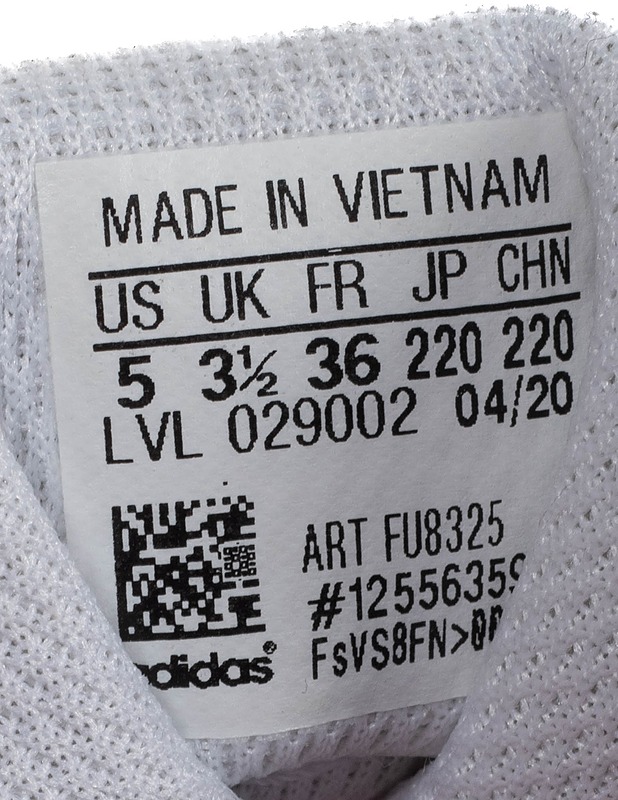 MADE IN VIETNAM
US UK FR JP CHN
5 3½ 36 220 220
LVL 029002 04/20
ART FU8325
#12556359
FsVS8FN>
adidas®